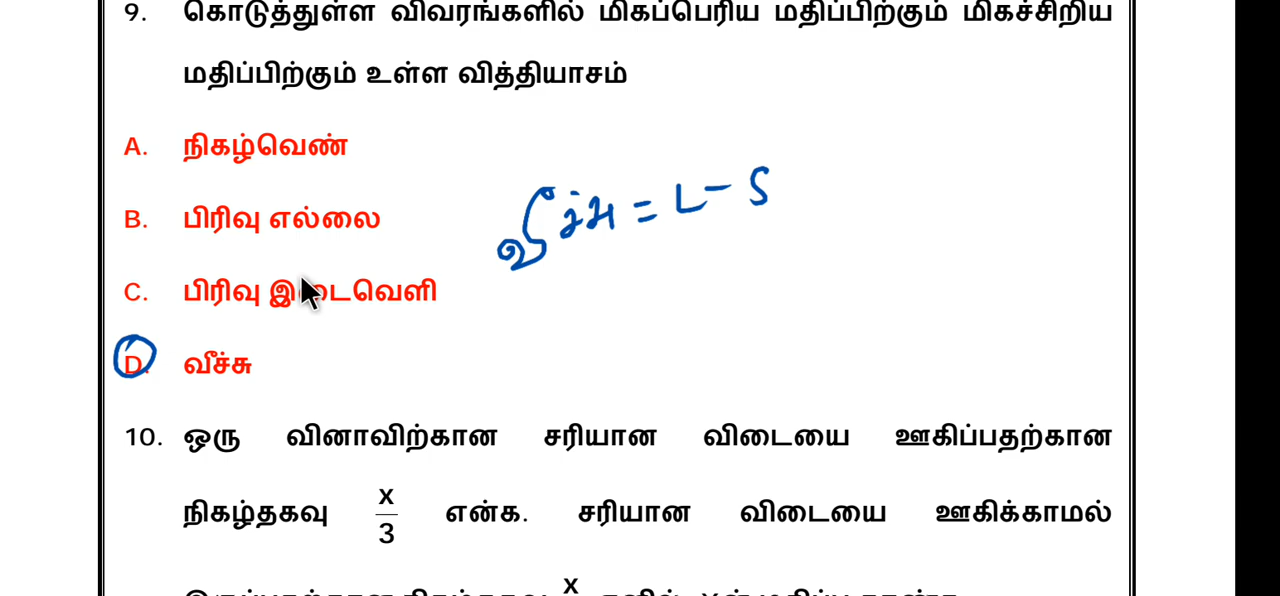 9. கொடுத்துள்ள விவரங்களில் மிகப்பெரிய மதிப்பிற்கும் மிகச்சிறிய
மதிப்பிற்கும் உள்ள வித்தியாசம்
A. நிகழ்வெண்
வீச்சு = L - S
B. பிரிவு எல்லை
C. பிரிவு இடைவெளி
D. வீச்சு
10. ஒரு வினாவிற்கான சரியான விடையை ஊகிப்பதற்கான
நிகழ்தகவு x/3 என்க. சரியான விடையை ஊகிக்காமல்
x